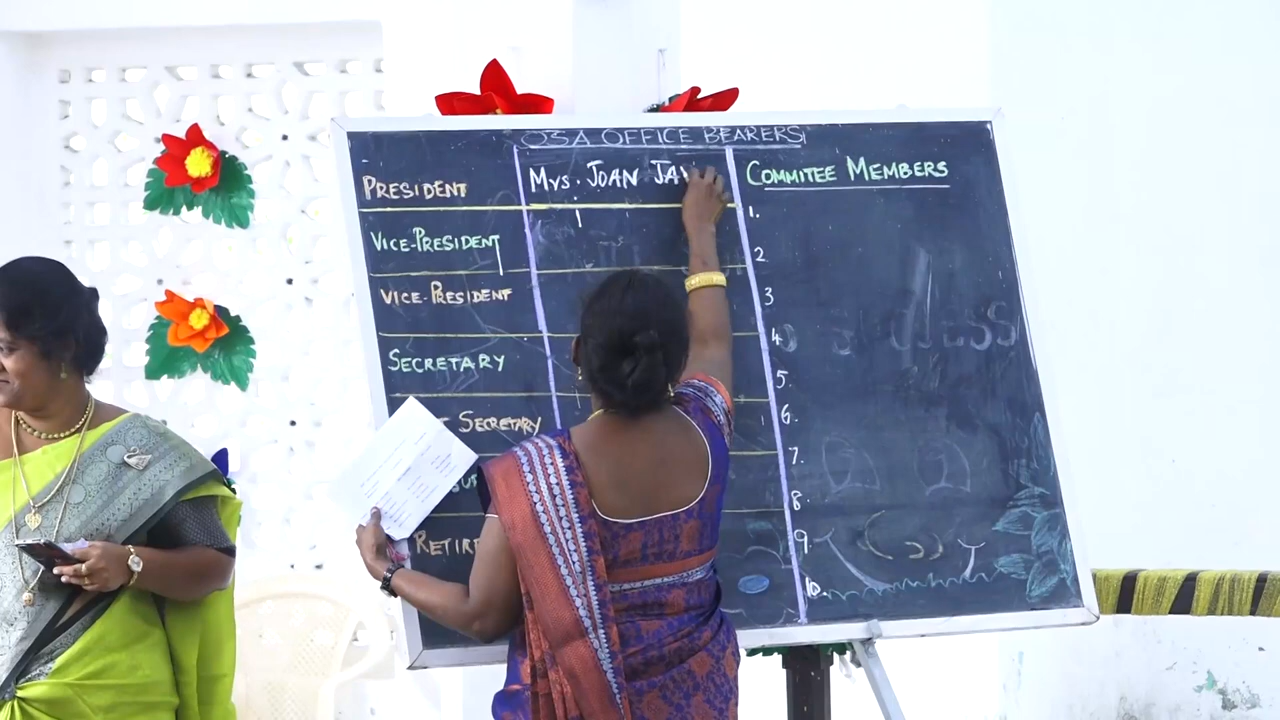 OSA OFFICE BEARERS
PRESIDENT
Mrs. JOAN
VICE-PRESIDENT
VICE-PRESIDENT
SECRETARY
SECRETARY
COMMITEE MEMBERS
1.
2
3
4
5.
6.
7.
8.
9.
10.